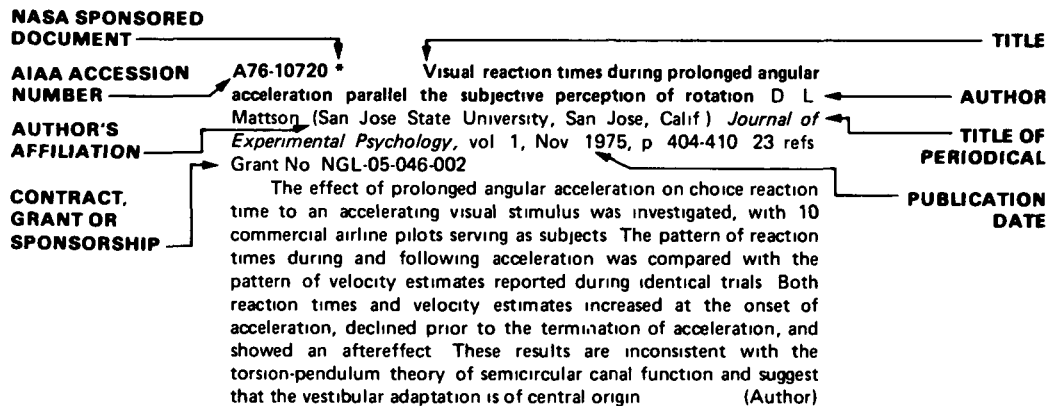 NASA SPONSORED
DOCUMENT
TITLE
AIAA ACCESSION
NUMBER
A76-10720 * Visual reaction times during prolonged angular
acceleration parallel the subjective perception of rotation D L
AUTHOR
Mattson (San Jose State University, San Jose, Calif ) Journal of
AUTHOR'S
AFFILIATION
Experimental Psychology, vol 1, Nov 1975, p 404-410 23 refs
TITLE OF
PERIODICAL
Grant No NGL-05-046-002
CONTRACT,
GRANT OR
SPONSORSHIP
PUBLICATION
DATE
The effect of prolonged angular acceleration on choice reaction
time to an accelerating visual stimulus was investigated, with 10
commercial airline pilots serving as subjects The pattern of reaction
times during and following acceleration was compared with the
pattern of velocity estimates reported during identical trials Both
reaction times and velocity estimates increased at the onset of
acceleration, declined prior to the termination of acceleration, and
showed an aftereffect These results are inconsistent with the
torsion-pendulum theory of semicircular canal function and suggest
that the vestibular adaptation is of central origin (Author)